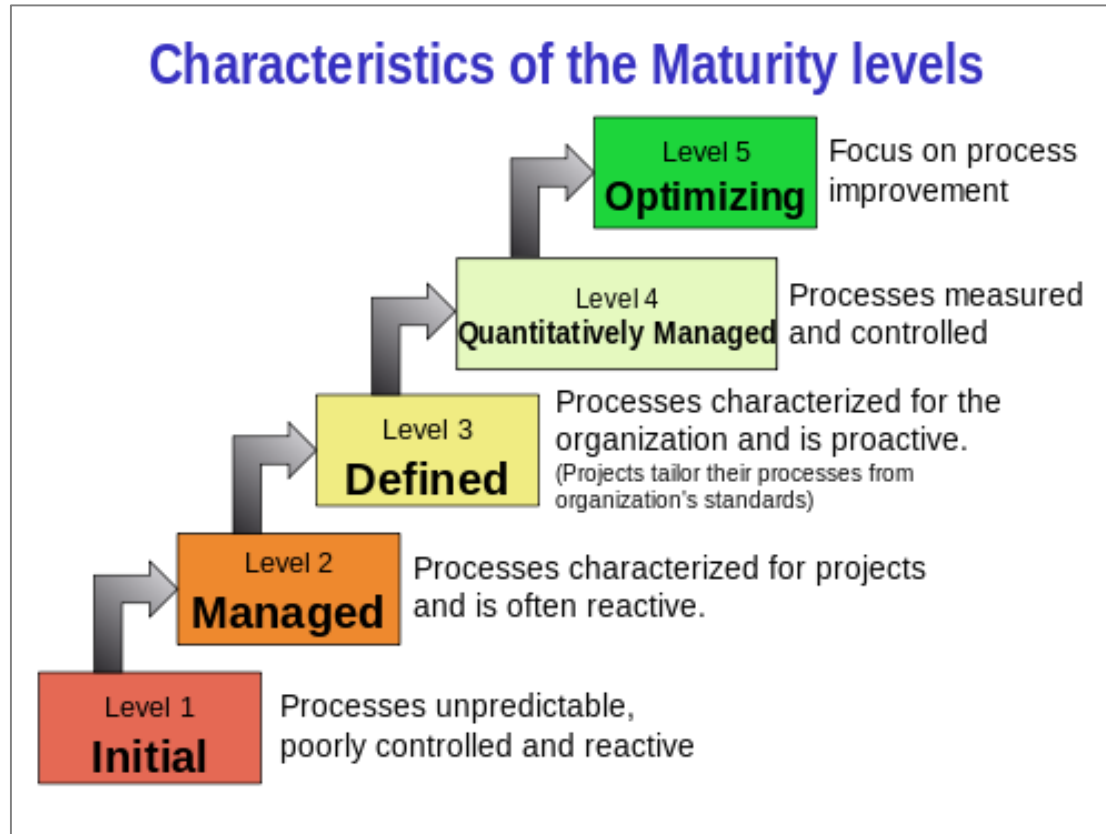 Characteristics of the Maturity levels
Level 5
Optimizing
Focus on process
improvement
Level 4
Quantitatively Managed
Processes measured
and controlled
Level 3
Defined
Processes characterized for the
organization and is proactive.
(Projects tailor their processes from
organization's standards)
Level 2
Managed
Processes characterized for projects
and is often reactive.
Level 1
Initial
Processes unpredictable,
poorly controlled and reactive